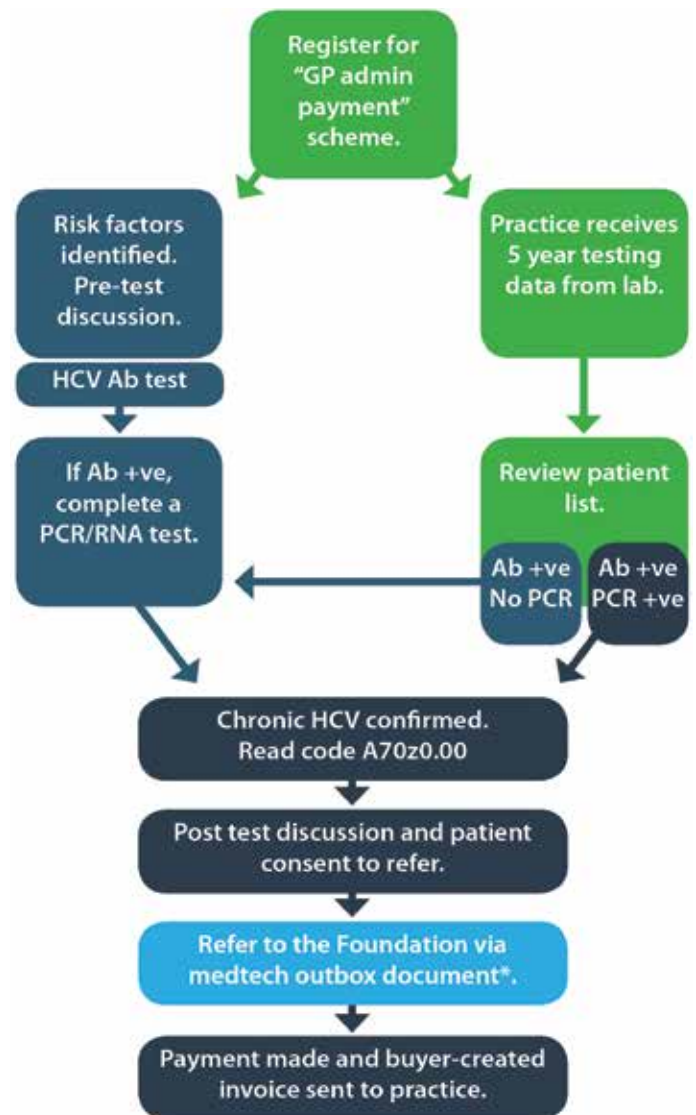 Register for
“GP admin
payment”
scheme.
Risk factors
identified.
Pre-test
discussion.
HCV Ab test
If Ab +ve,
complete a
PCR/RNA test.
Practice receives
5 year testing
data from lab.
Review patient
list.
Ab +ve
No PCR
Ab +ve
PCR +ve
Chronic HCV confirmed.
Read code A70z0.00
Post test discussion and patient
consent to refer.
Refer to the Foundation via
medtech outbox document*.
Payment made and buyer-created
invoice sent to practice.